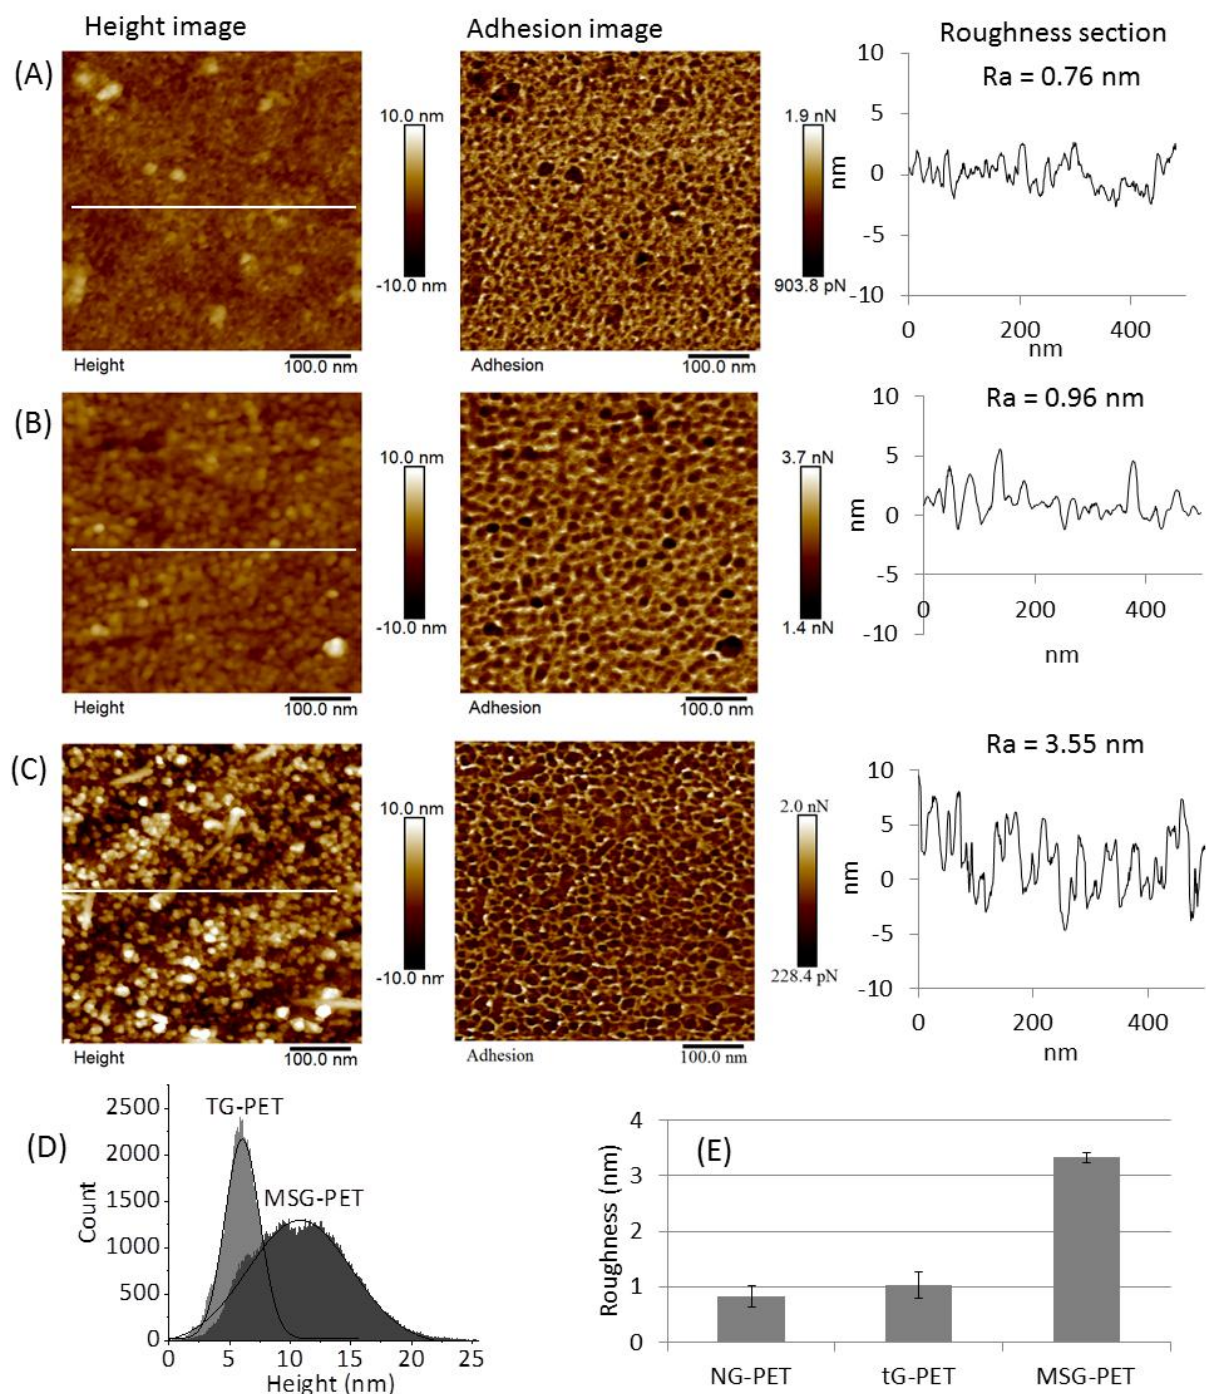 Height image
Adhesion image
Roughness section
(A)
10.0 nm
-10.0 nm
Height
100.0 nm
1.9 nN
903.8 pN
Adhesion
100.0 nm
Ra = 0.76 nm
10
5
0
-5
-10
nm
0
200
400
nm
(B)
10.0 nm
-10.0 nm
Height
100.0 nm
3.7 nN
1.4 nN
Adhesion
100.0 nm
Ra = 0.96 nm
10
5
0
-5
-10
nm
0
200
400
nm
(C)
10.0 nm
-10.0 nm
Height
100.0 nm
2.0 nN
228.4 pN
Adhesion
100.0 nm
Ra = 3.55 nm
10
5
0
-5
-10
nm
0
200
400
nm
(D)
TG-PET
MSG-PET
Count
2500
2000
1500
1000
500
0
0
5
10
15
20
25
Height (nm)
(E)
Roughness (nm)
4
3
2
1
0
NG-PET
tG-PET
MSG-PET